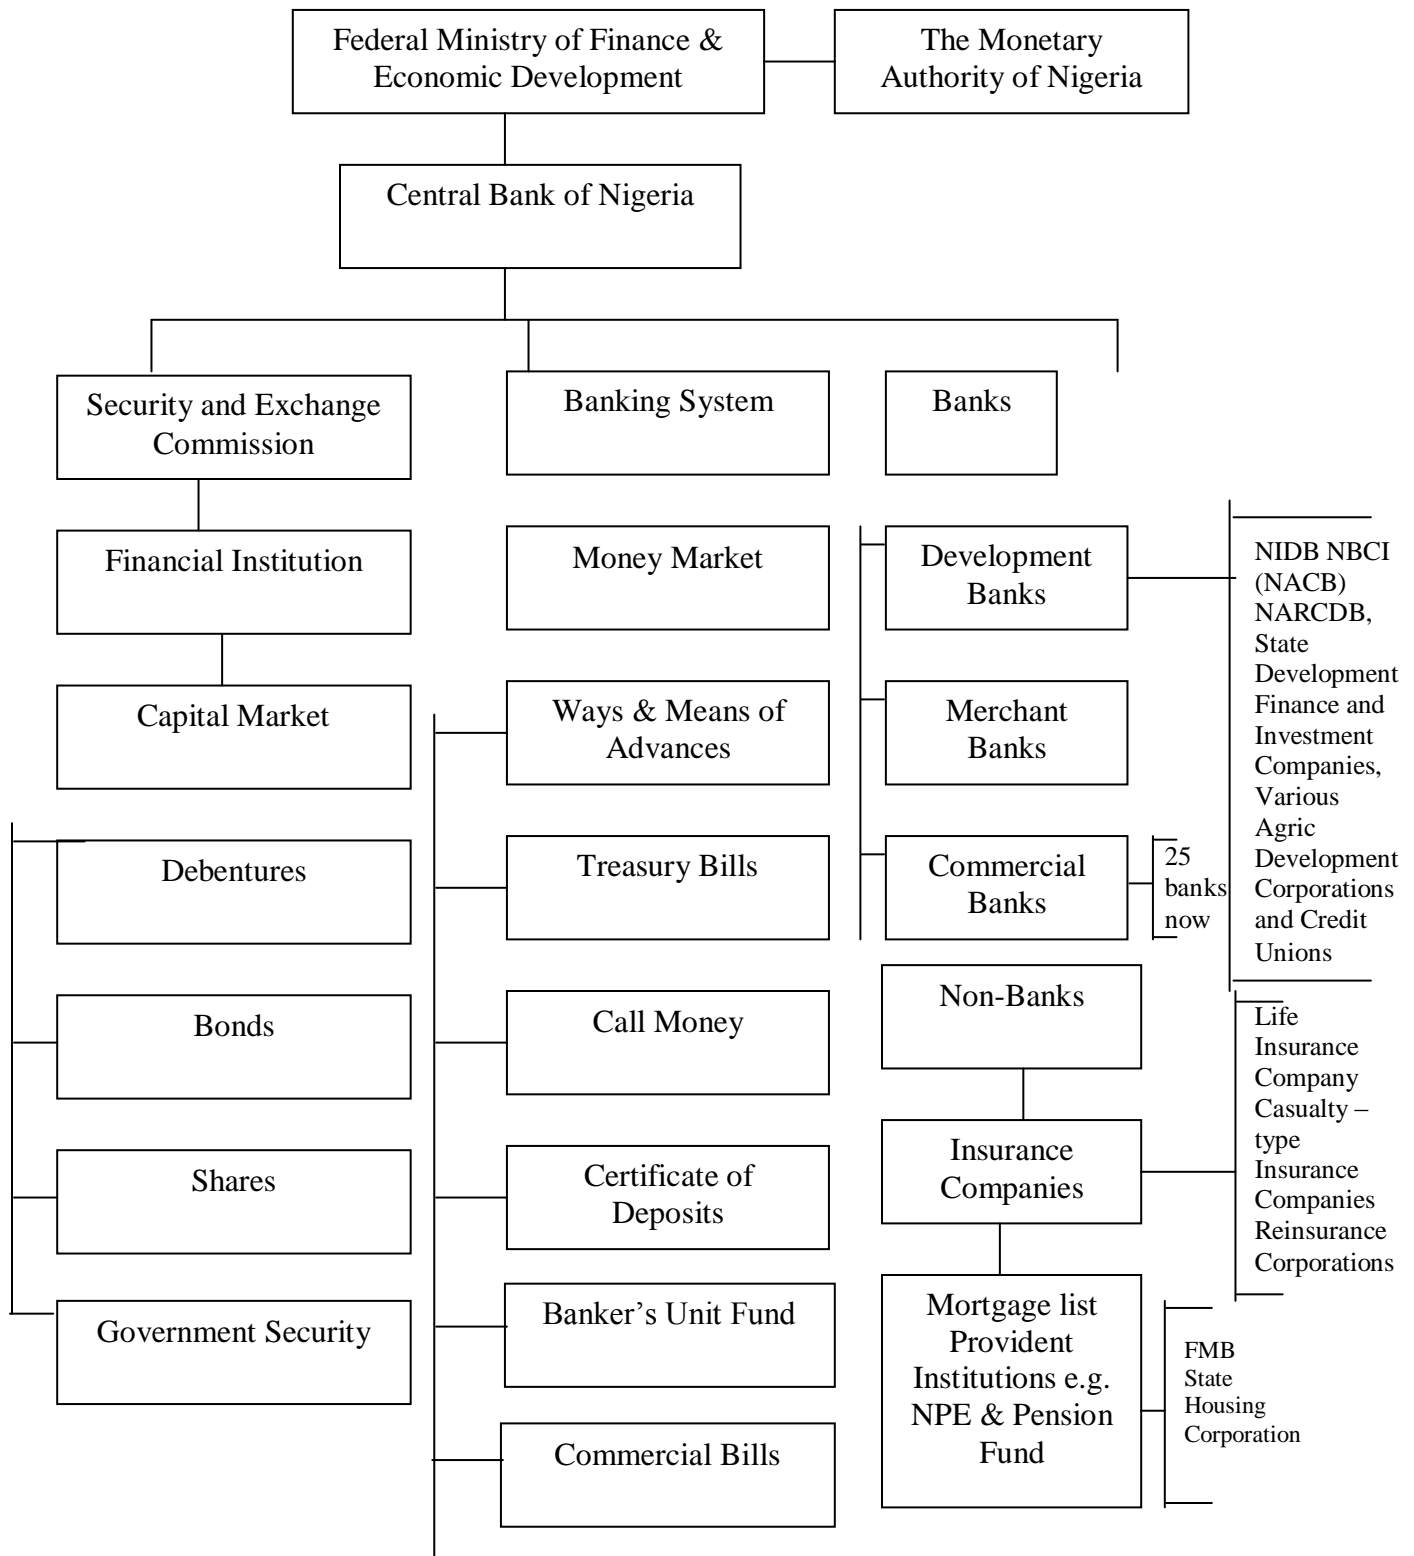 Federal Ministry of Finance &
Economic Development
The Monetary
Authority of Nigeria
Central Bank of Nigeria
Security and Exchange
Commission
Banking System
Banks
Financial Institution
Money Market
Development
Banks
NIDB NBCI
(NACB)
NARCDB,
State
Development
Finance and
Investment
Companies,
Various
Agric
Development
Corporations
and Credit
Unions
Capital Market
Ways & Means of
Advances
Merchant
Banks
Debentures
Treasury Bills
Commercial
Banks
25
banks
now
Bonds
Call Money
Non-Banks
Life
Insurance
Company
Casualty –
type
Insurance
Companies
Reinsurance
Corporations
Shares
Certificate of
Deposits
Insurance
Companies
Government Security
Banker’s Unit Fund
Mortgage list
Provident
Institutions e.g.
NPE & Pension
Fund
FMB
State
Housing
Corporation
Commercial Bills